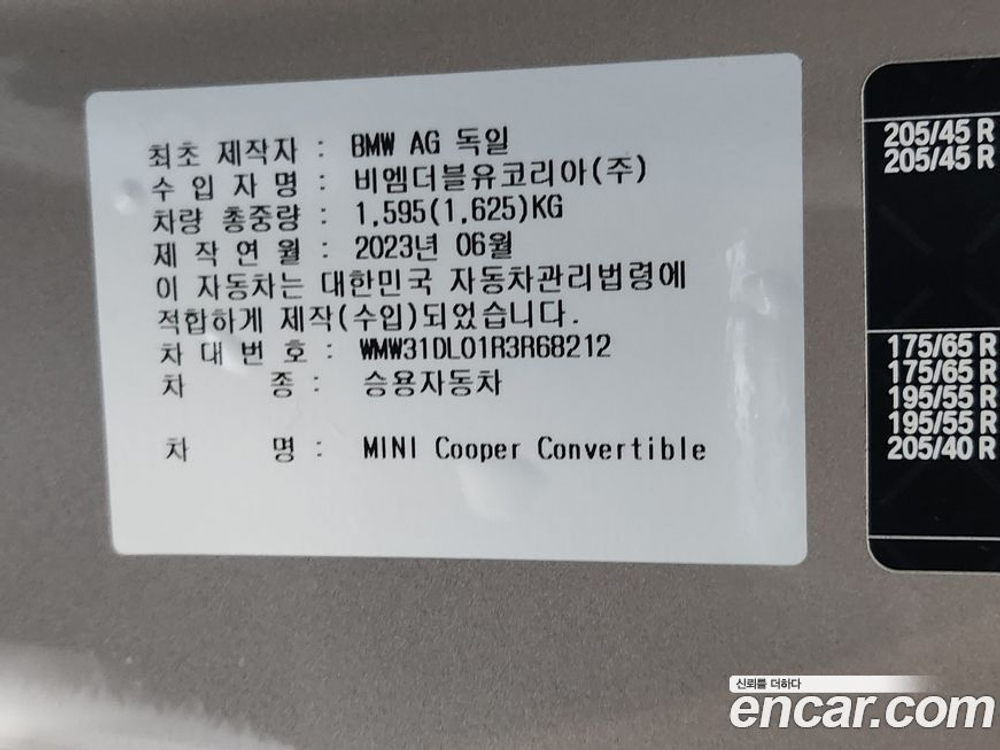 최초 제작자 : BMW AG 독일
수 입 자 명 : 비엠더블유코리아(주)
차량 총중량 : 1,595(1,625)KG
제 작 연 월 : 2023년 06월
이 자동차는 대한민국 자동차관리법령에
적합하게 제작(수입)되었습니다.
차 대 번 호 : WMW31DL01R3R68212
차 종 : 승용자동차
차 명 : MINI Cooper Convertible
205/45 R
205/45 R
175/65 R
175/65 R
195/55 R
195/55 R
205/40 R
신뢰를 더하다
encar.com